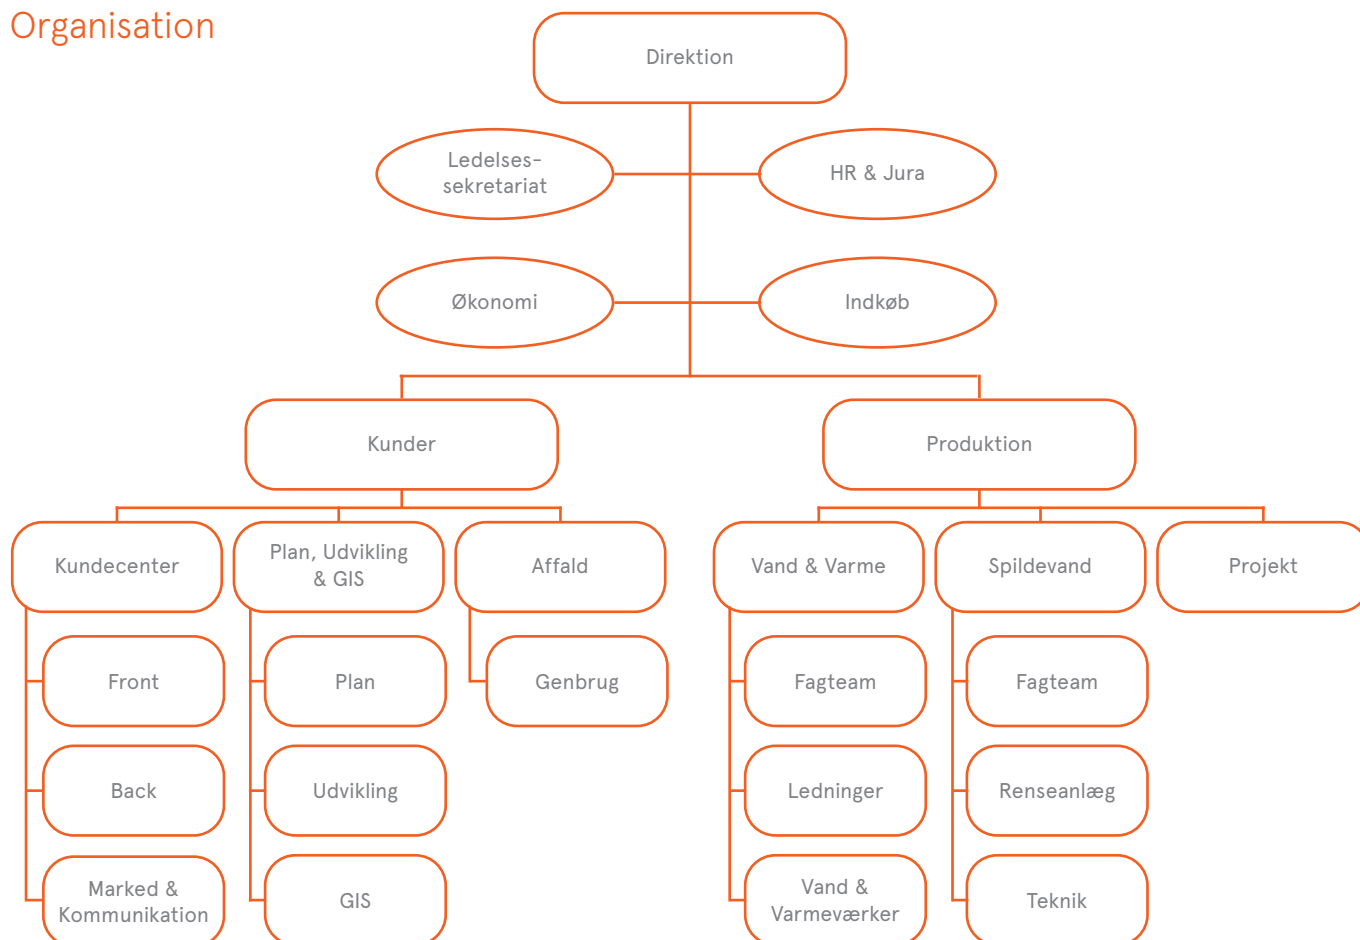 Organisation
Direktion
Ledelses-
sekretariat
HR & Jura
Økonomi
Indkøb
Kunder
Produktion
Kundecenter
Plan, Udvikling
& GIS
Affald
Vand & Varme
Spildevand
Projekt
Front
Plan
Genbrug
Fagteam
Fagteam
Back
Udvikling
Ledninger
Renseanlæg
Marked &
Kommunikation
GIS
Vand &
Varmeværker
Teknik